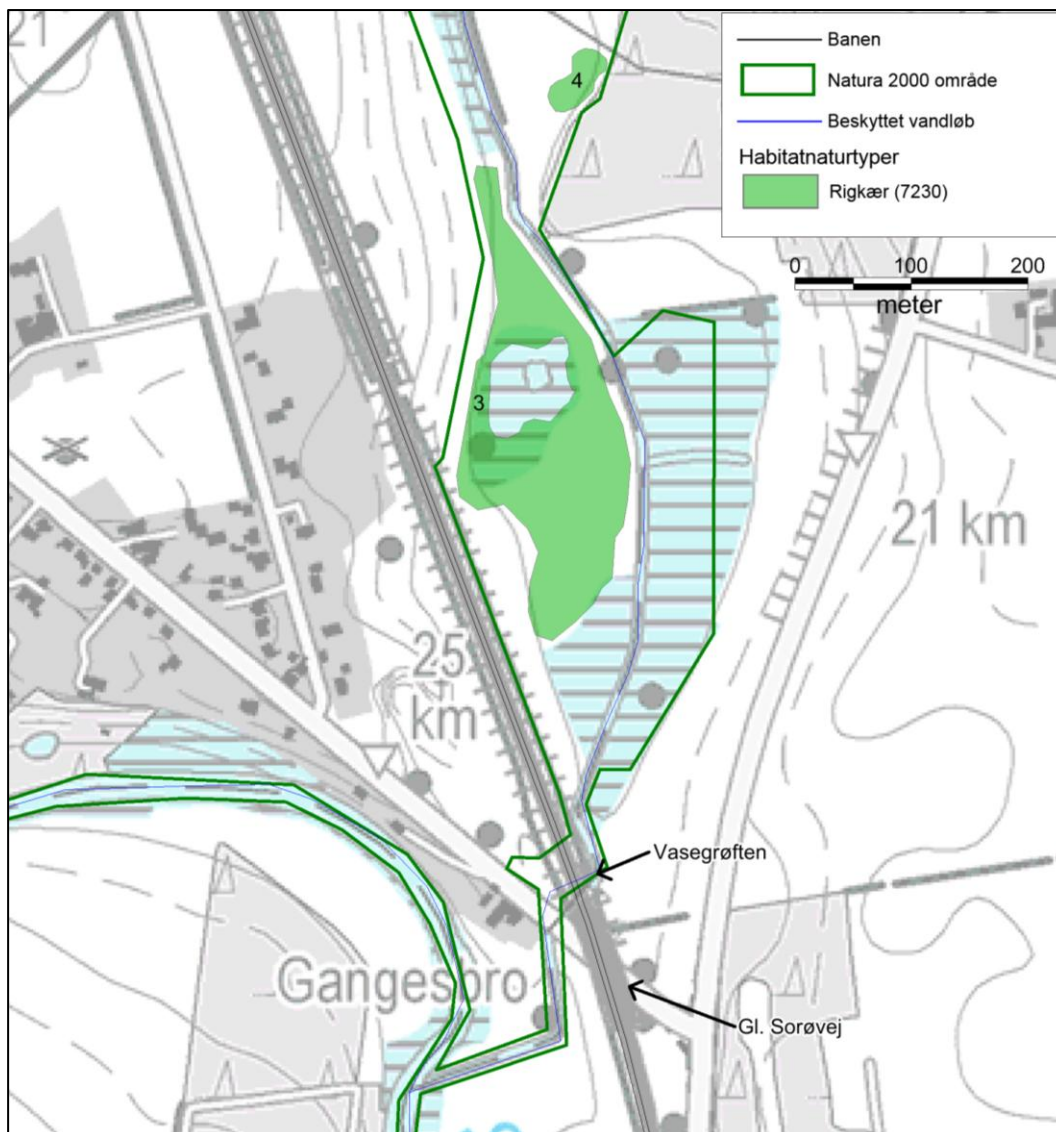 21
4
Banen
Natura 2000 område
Beskyttet vandløb
Habitatnaturtyper
Rigkær (7230)
0 100 200
meter
3
21 km
25
km
Vasegrøften
Gangesbro
Gl. Sorøvej